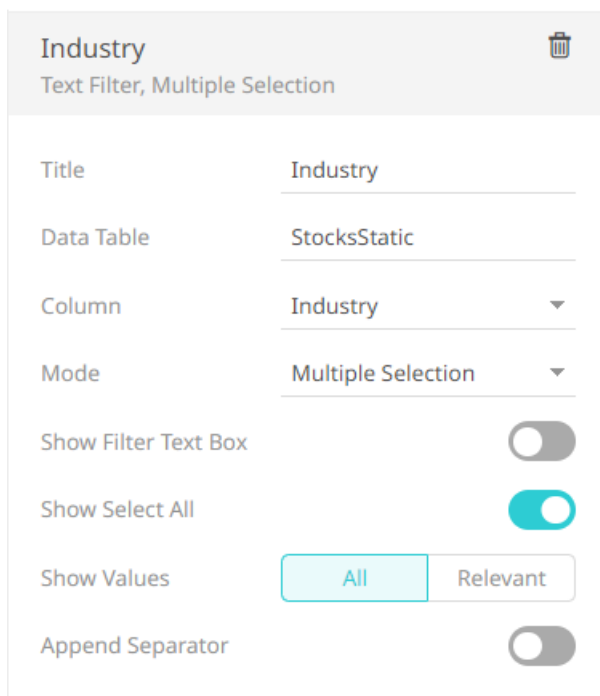 Industry
Text Filter, Multiple Selection
Title Industry
Data Table StocksStatic
Column Industry
Mode Multiple Selection
Show Filter Text Box
Show Select All
Show Values All Relevant
Append Separator